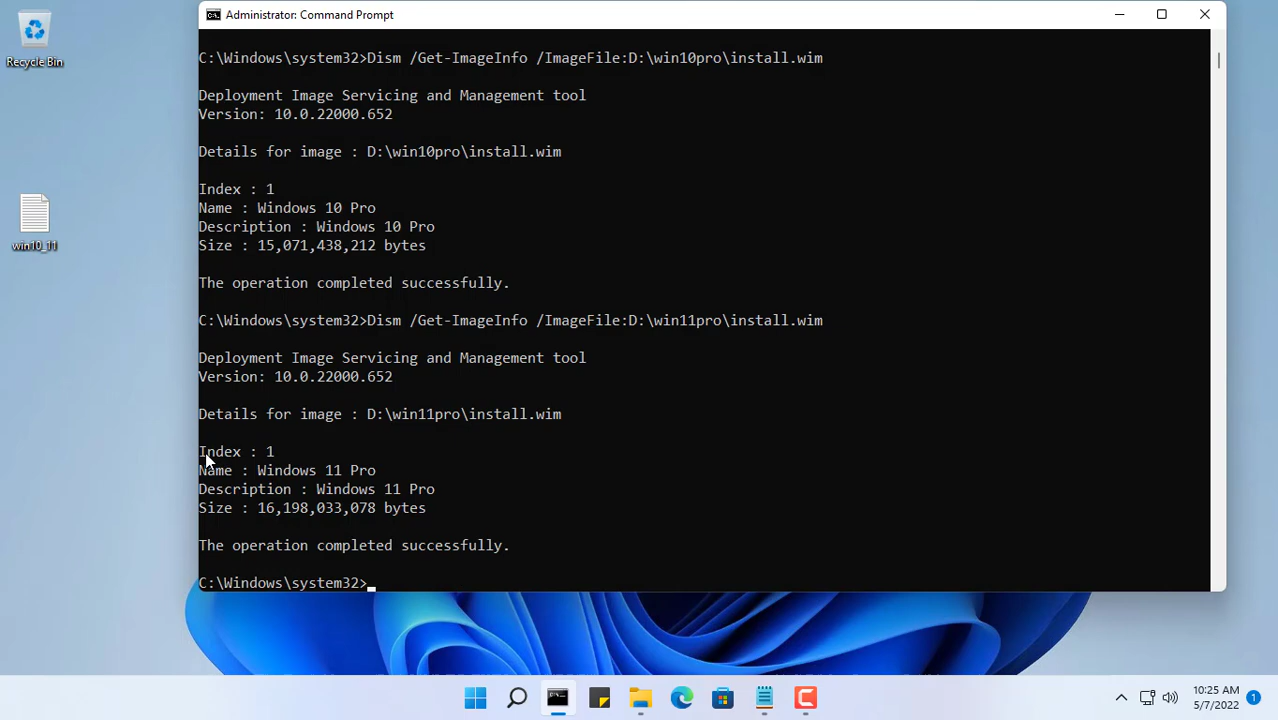 Administrator: Command Prompt
Recycle Bin
win10_11
C:\Windows\system32>Dism /Get-ImageInfo /ImageFile:D:\win10pro\install.wim
Deployment Image Servicing and Management tool
Version: 10.0.22000.652
Details for image : D:\win10pro\install.wim
Index : 1
Name : Windows 10 Pro
Description : Windows 10 Pro
Size : 15,071,438,212 bytes
The operation completed successfully.
C:\Windows\system32>Dism /Get-ImageInfo /ImageFile:D:\win11pro\install.wim
Deployment Image Servicing and Management tool
Version: 10.0.22000.652
Details for image : D:\win11pro\install.wim
Index : 1
Name : Windows 11 Pro
Description : Windows 11 Pro
Size : 16,198,033,078 bytes
The operation completed successfully.
C:\Windows\system32>
10:25 AM
5/7/2022
1